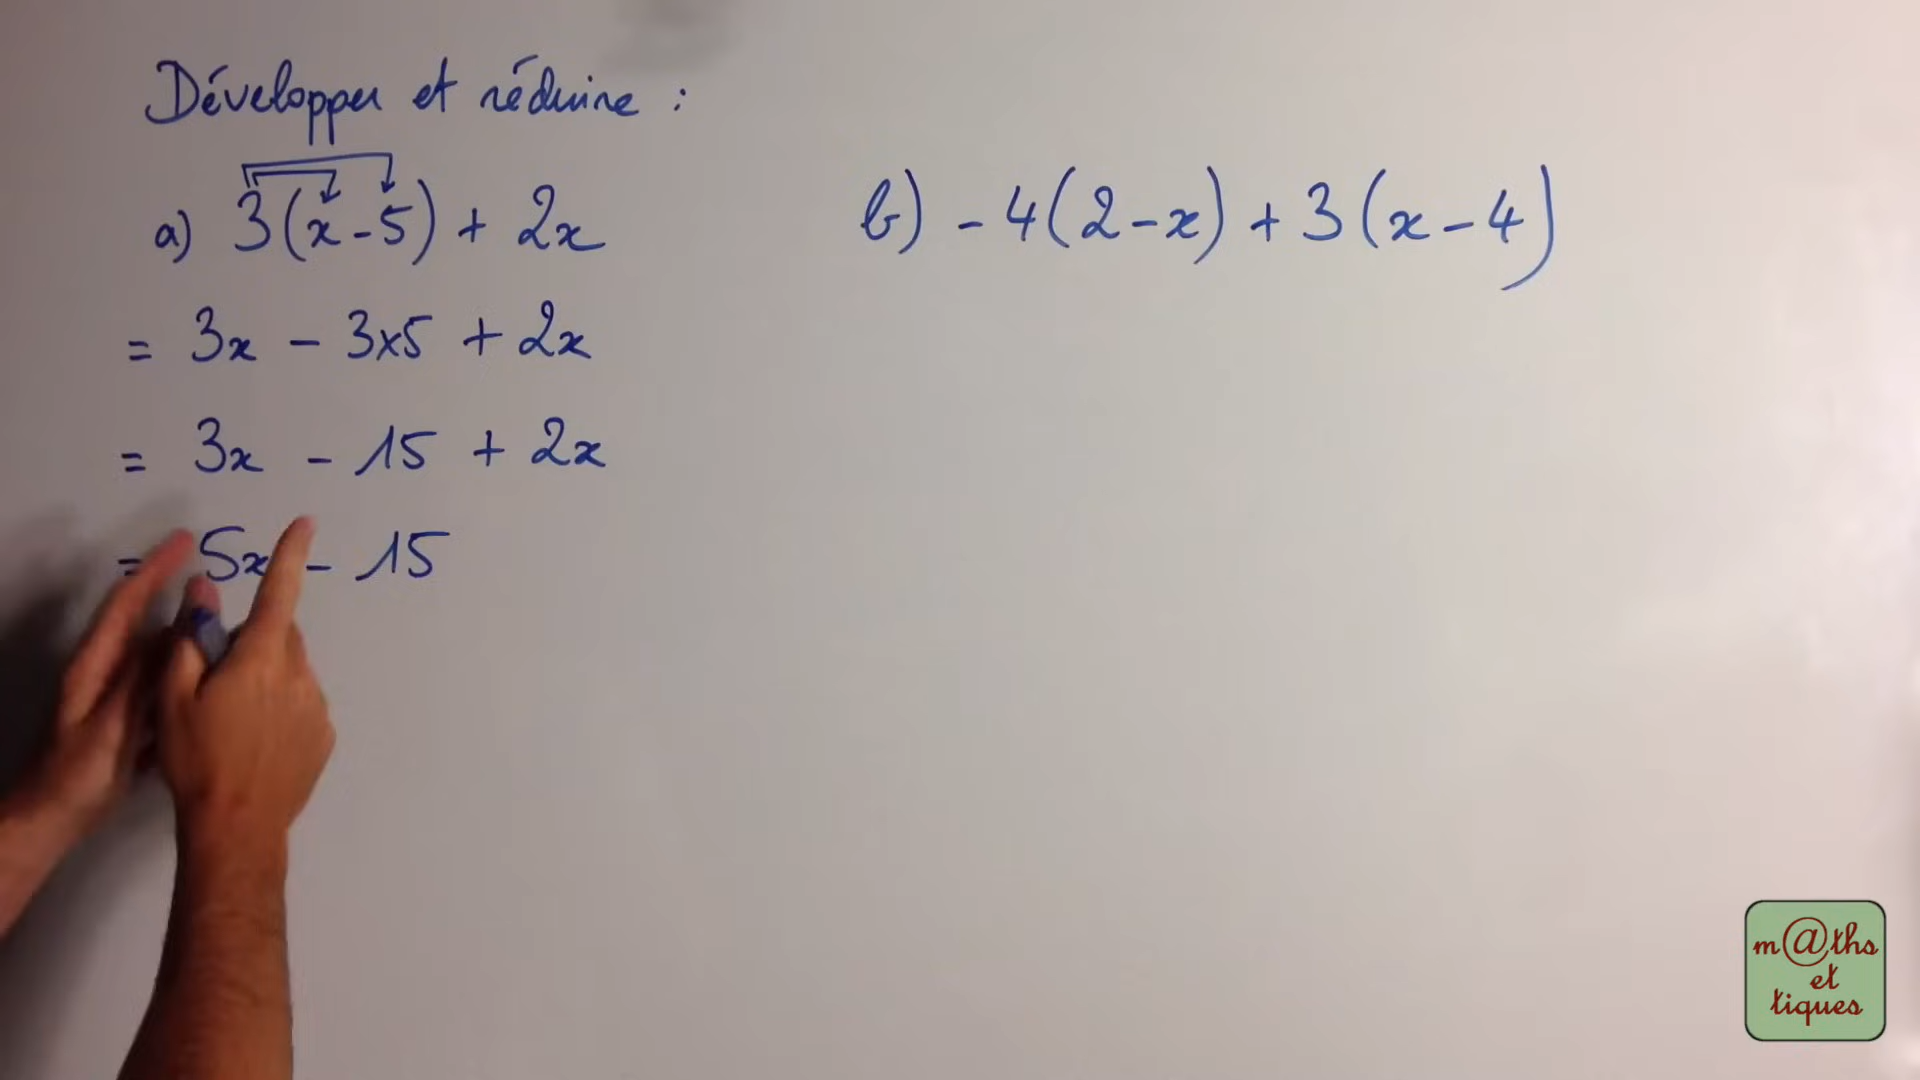 Développer et réduire :
a) 3(x-5) + 2x
= 3x - 3x5 + 2x
= 3x - 15 + 2x
= 5x - 15
b) -4(2-x) + 3(x-4)
m@ths
et
tiques